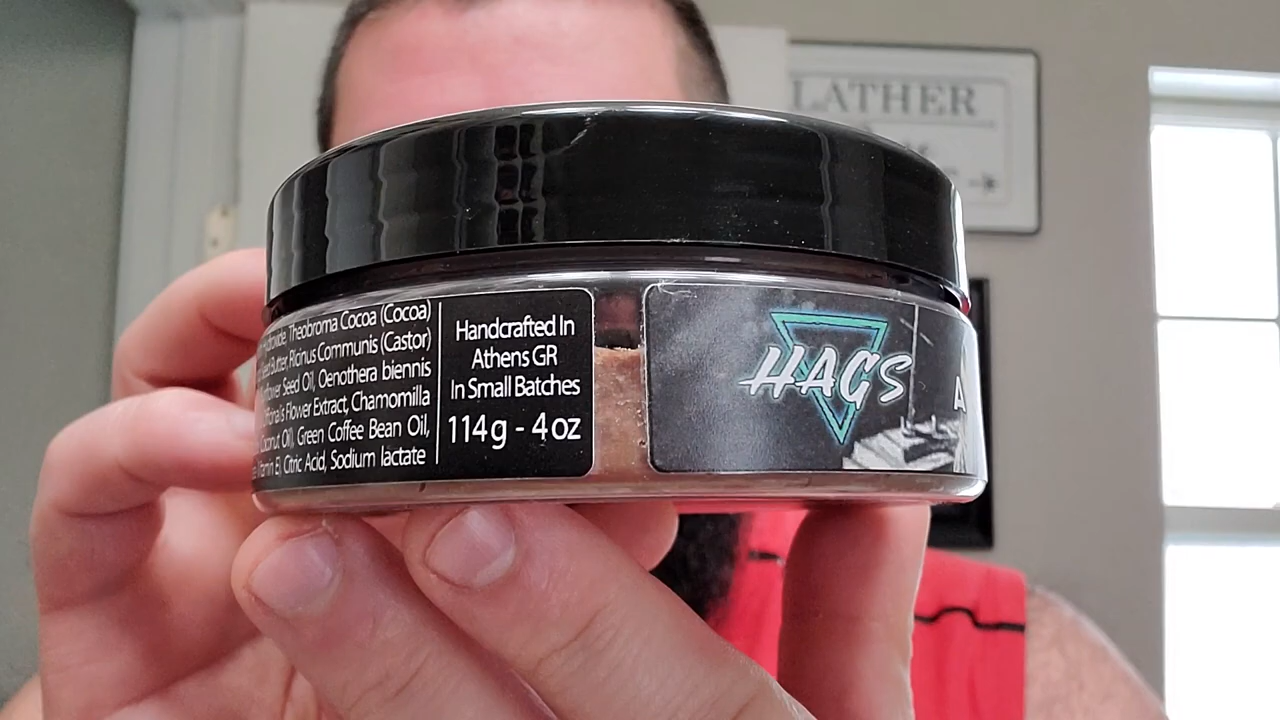 LATHER
Theobroma Cocoa (Cocoa)
Butter, Ricinus Communis (Castor)
Seed Oil, Oenothera biennis
Flower Extract, Chamomilla
Oil), Green Coffee Bean Oil,
Citric Acid, Sodium lactate
Handcrafted In
Athens GR
In Small Batches
114g - 4oz
HAGS
A